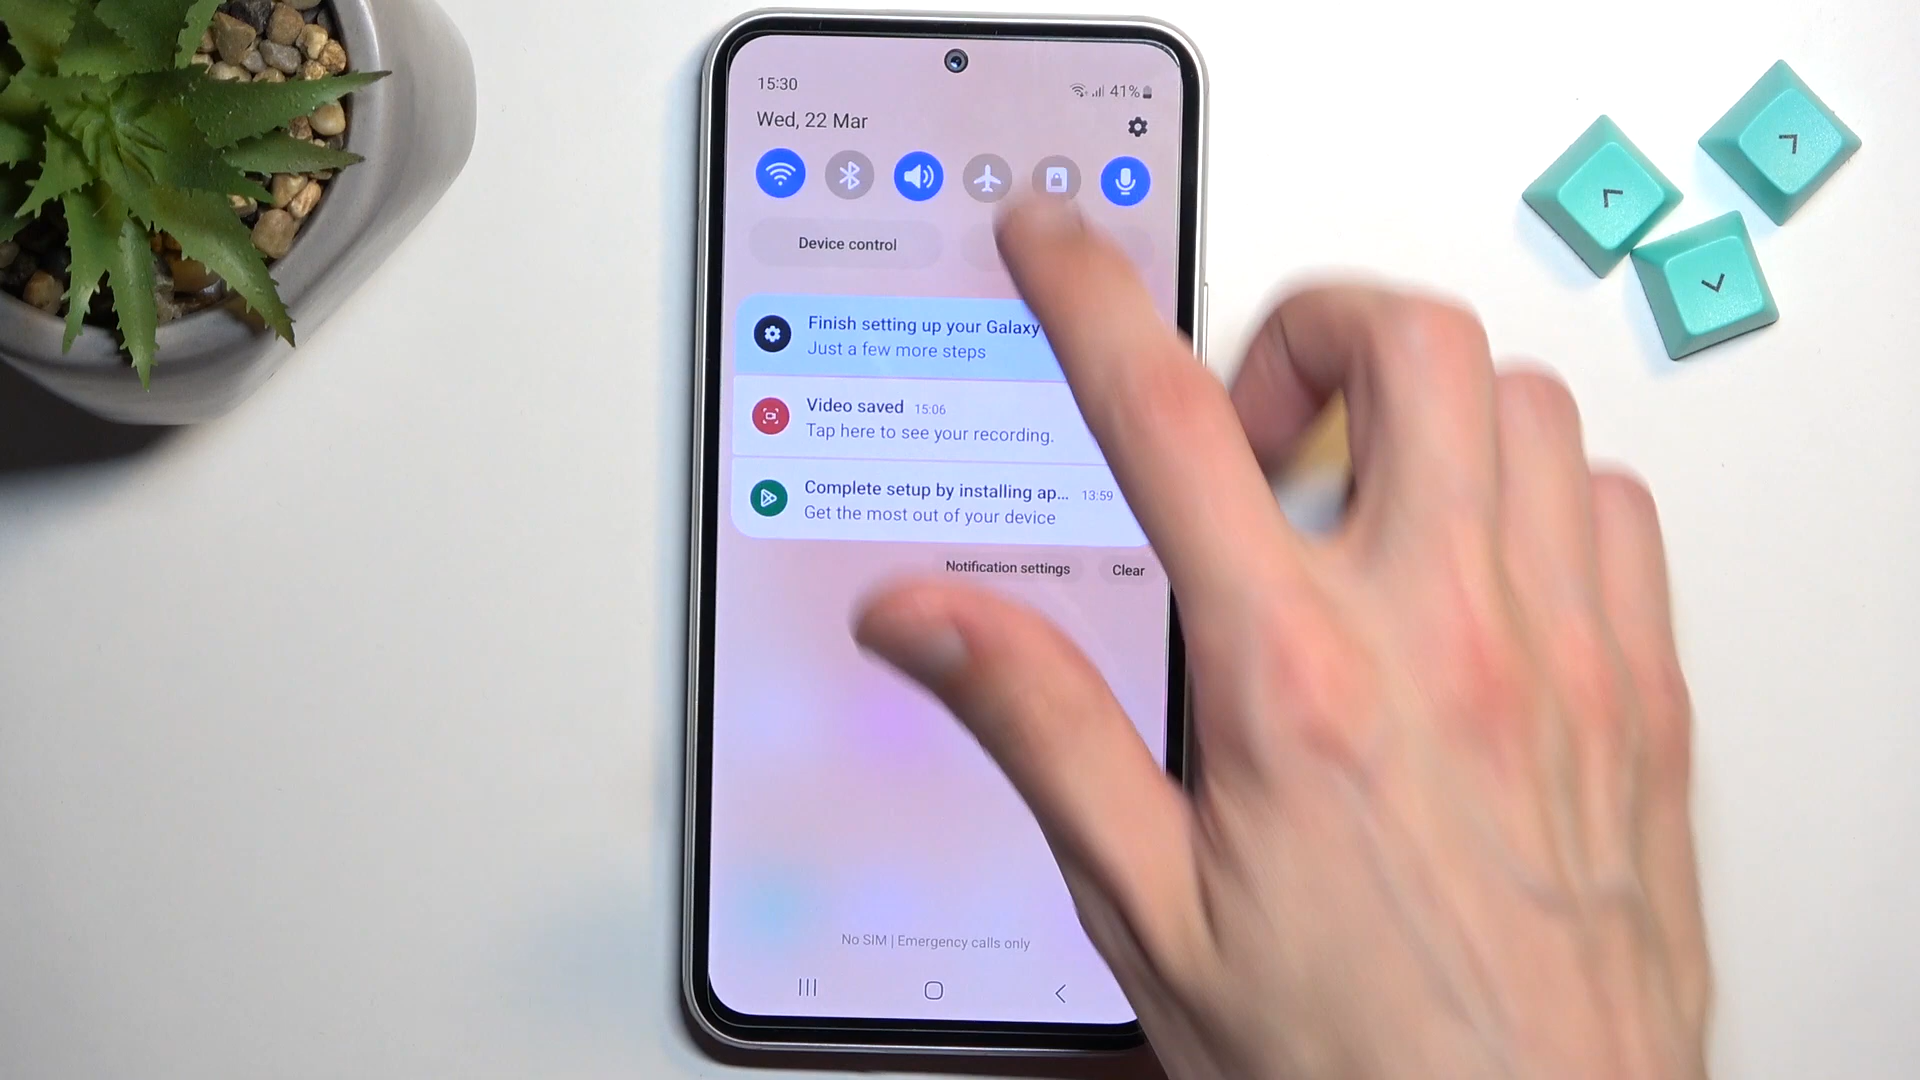 15:30
41%
Wed, 22 Mar
Device control
Finish setting up your Galaxy
Just a few more steps
Video saved 15:06
Tap here to see your recording.
Complete setup by installing ap... 13:59
Get the most out of your device
Notification settings Clear
No SIM | Emergency calls only